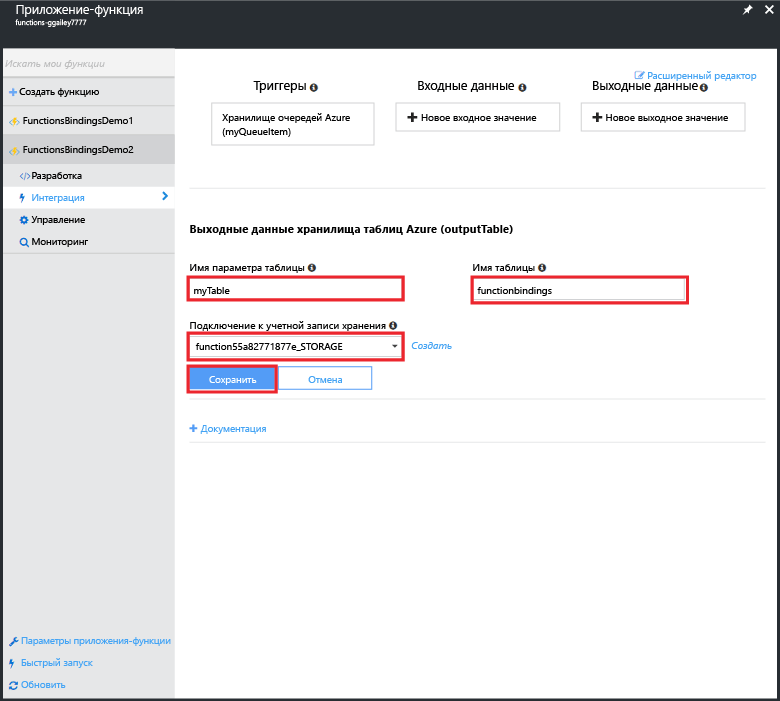 Приложение-функция
functions-ggailey7777
Искать мои функции
Создать функцию
FunctionsBindingsDemo1
FunctionsBindingsDemo2
Разработка
Интеграция
Управление
Мониторинг
Параметры приложения-функции
Быстрый запуск
Обновить
Расширенный редактор
Триггеры
Входные данные
Выходные данные
Хранилище очередей Azure
(myQueueItem)
Новое входное значение
Новое выходное значение
Выходные данные хранилища таблиц Azure (outputTable)
Имя параметра таблицы
Имя таблицы
myTable
functionbindings
Подключение к учетной записи хранения
function55a82771877e_STORAGE
Создать
Сохранить
Отмена
Документация